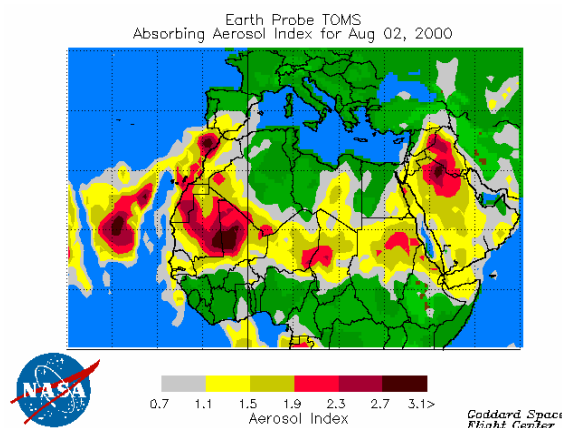 Earth Probe TOMS
Absorbing Aerosol Index for Aug 02, 2000
NASA
0.7 1.1 1.5 1.9 2.3 2.7 3.1>
Aerosol Index
Goddard Space
Flight Center